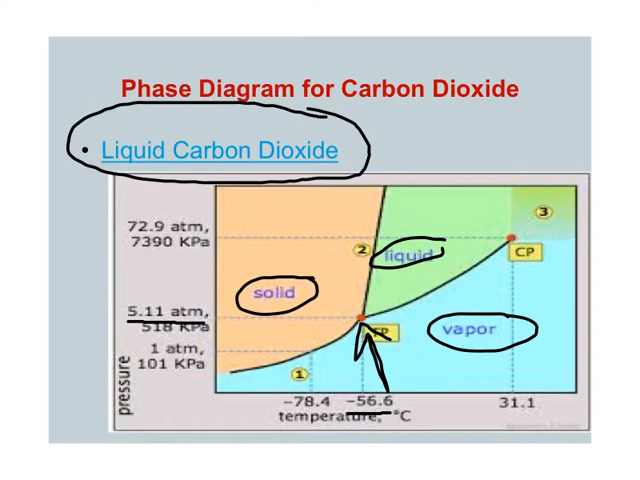 Phase Diagram for Carbon Dioxide
• Liquid Carbon Dioxide
72.9 atm,
7390 KPa
3
2
liquid
CP
solid
5.11 atm,
518 KPa
TP
vapor
1 atm,
101 KPa
1
pressure
−78.4 −56.6 31.1
temperature, °C